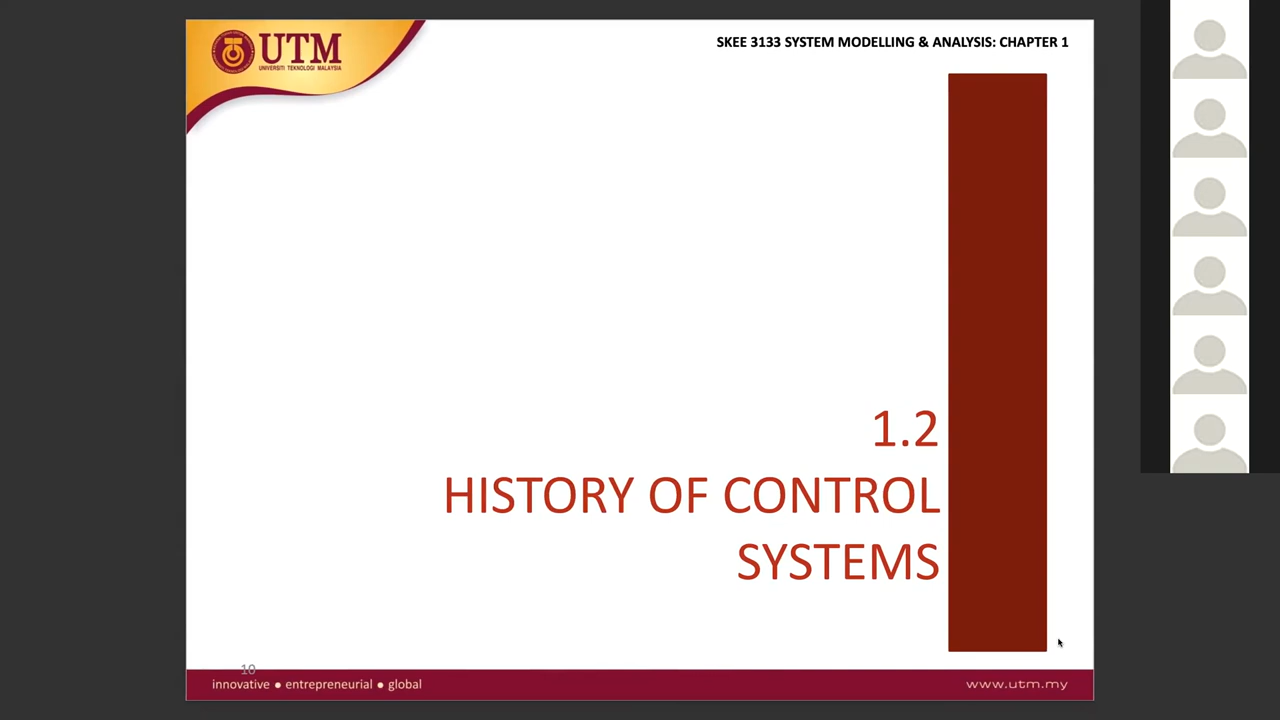 UTM
UNIVERSITI TEKNOLOGI MALAYSIA
SKEE 3133 SYSTEM MODELLING & ANALYSIS: CHAPTER 1
1.2
HISTORY OF CONTROL
SYSTEMS
10
innovative ● entrepreneurial ● global
www.utm.my